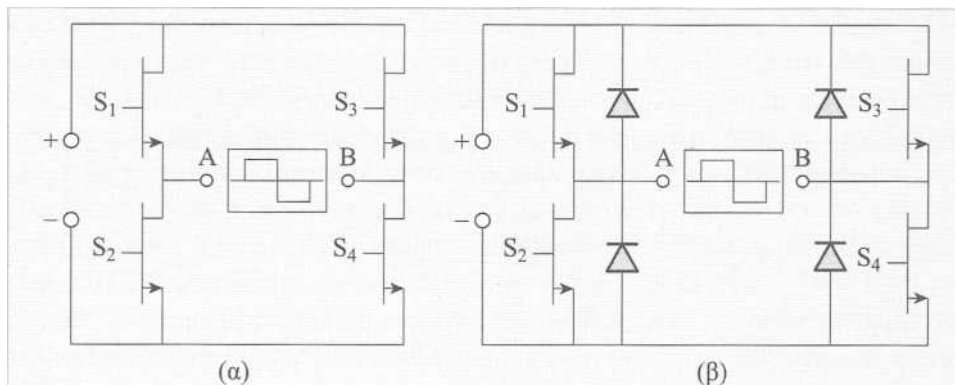 S1
S3
S1
S3
+
A
B
+
A
B
−
−
S2
S4
S2
S4
(α)
(β)